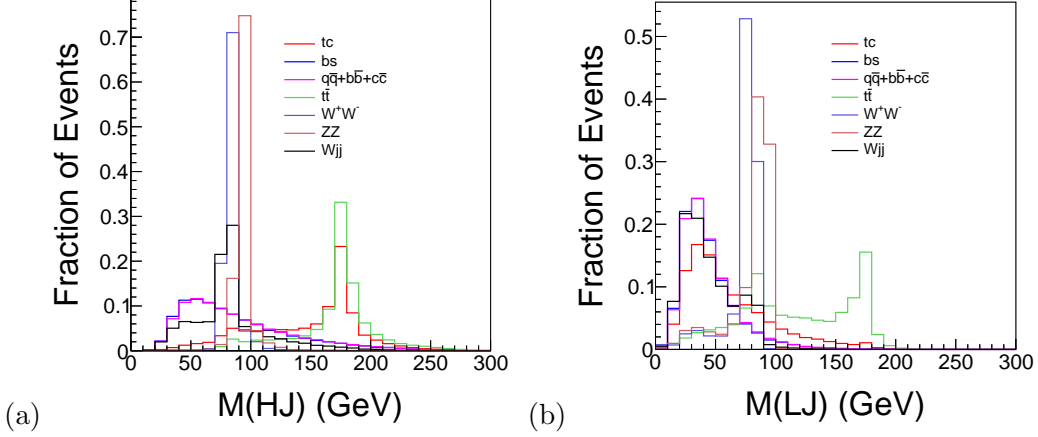 Fraction of Events
0.7
0.6
0.5
0.4
0.3
0.2
0.1
0
tc
bs
qq̅+bb̅+cc̅
tt̅
W⁺W⁻
ZZ
Wjj
0 50 100 150 200 250 300
M(HJ) (GeV)
(a)
Fraction of Events
0.5
0.4
0.3
0.2
0.1
0
tc
bs
qq̅+bb̅+cc̅
tt̅
W⁺W⁻
ZZ
Wjj
0 50 100 150 200 250 300
M(LJ) (GeV)
(b)